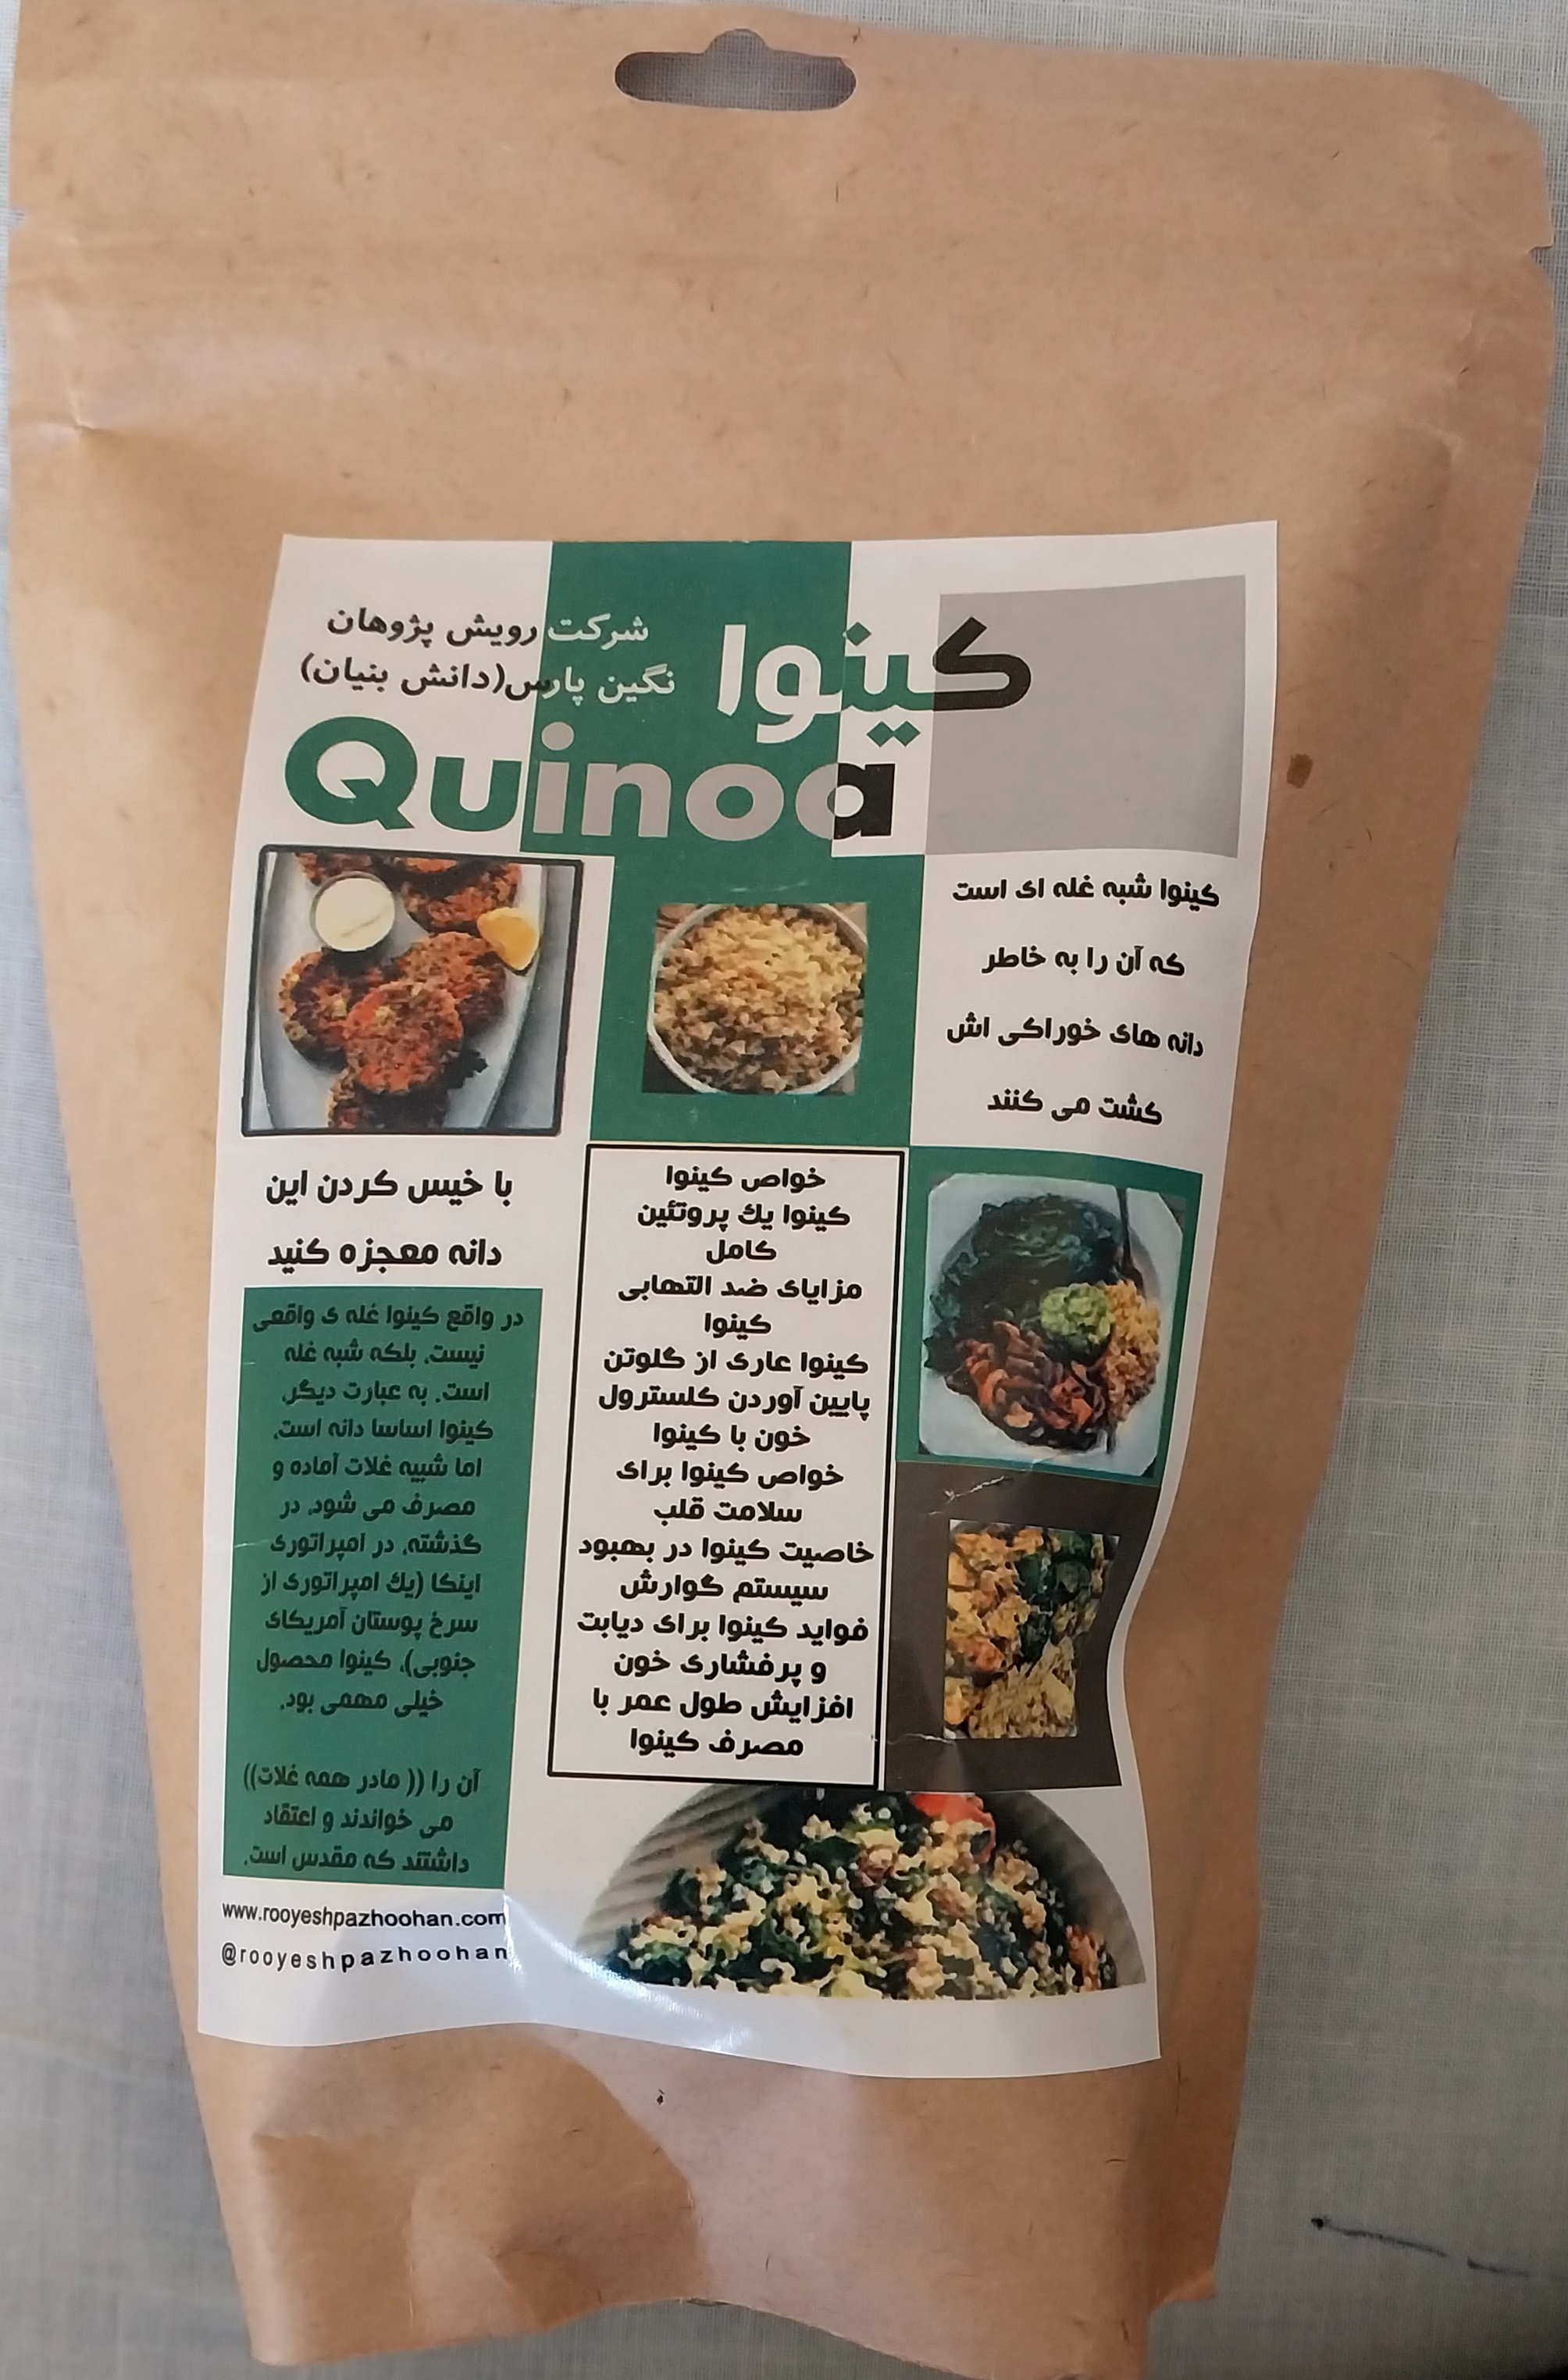 شرکت رویش پژوهان
نگین پارس(دانش بنیان)
کینوا
Quinoa
کینوا شبه غله ای است
که آن را به خاطر
دانه های خوراکی اش
کشت می کنند
خواص کینوا
کینوا یك پروتئین
کامل
مزایای ضد التهابی
کینوا
کینوا عاری از گلوتن
پایین آوردن کلسترول
خون با کینوا
خواص کینوا برای
سلامت قلب
خاصیت کینوا در بهبود
سیستم گوارش
فواید کینوا برای دیابت
و پرفشاری خون
افزایش طول عمر با
مصرف کینوا
با خیس کردن این
دانه معجزه کنید
در واقع کینوا غله ی واقعی
نیست، بلکه شبه غله
است. به عبارت دیگر،
کینوا اساسا دانه است،
اما شبیه غلات آماده و
مصرف می شود. در
گذشته، در امپراتوری
اینکا (یك امپراتوری از
سرخ پوستان آمریکای
جنوبی)، کینوا محصول
خیلی مهمی بود.
آن را (( مادر همه غلات))
می خواندند و اعتقاد
داشتند که مقدس است.
www.rooyeshpazhoohan.com
@rooyeshpazhoohan